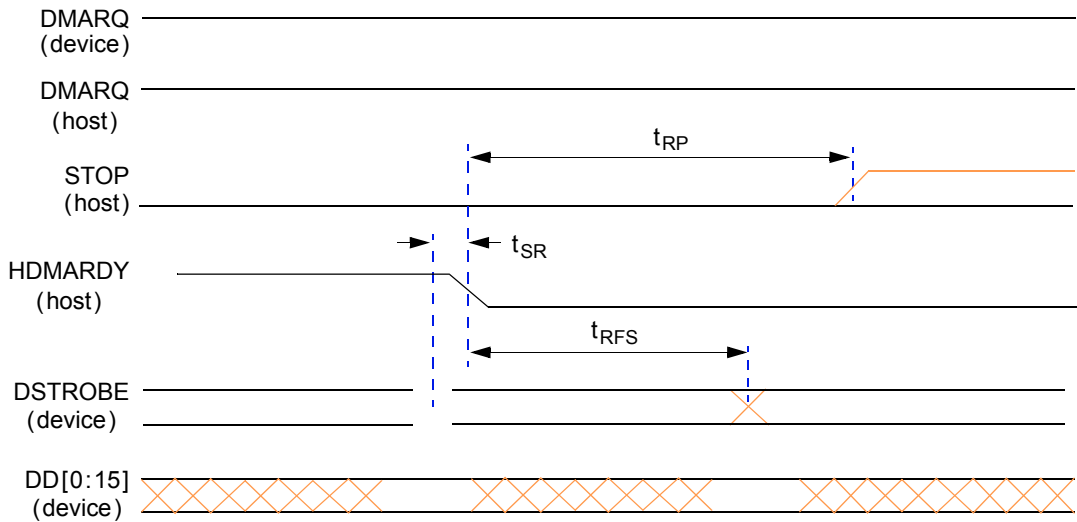 DMARQ
(device)
DMARQ
(host)
tRP
STOP
(host)
tSR
HDMARDY
(host)
tRFS
DSTROBE
(device)
DD[0:15]
(device)